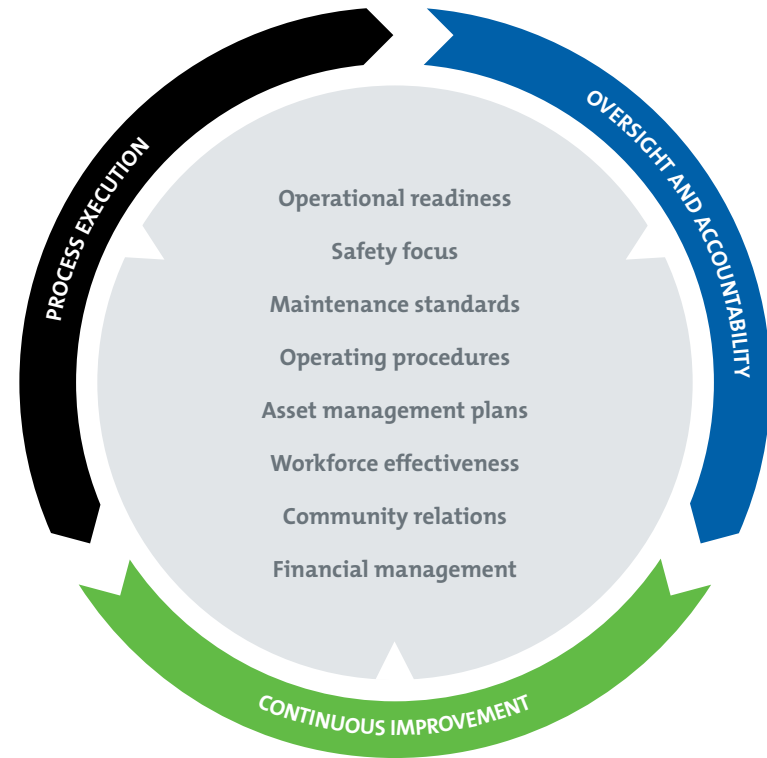 PROCESS EXECUTION
OVERSIGHT AND ACCOUNTABILITY
Operational readiness
Safety focus
Maintenance standards
Operating procedures
Asset management plans
Workforce effectiveness
Community relations
Financial management
CONTINUOUS IMPROVEMENT